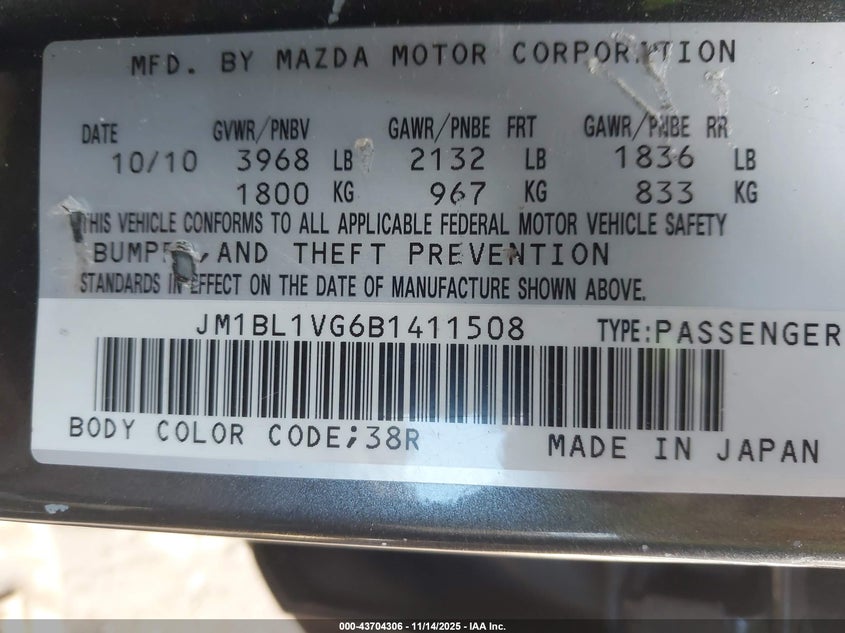 MFD. BY MAZDA MOTOR CORPORATION
DATE GVWR/PNBV GAWR/PNBE FRT GAWR/PNBE RR
10/10 3968 LB 2132 LB 1836 LB
1800 KG 967 KG 833 KG
THIS VEHICLE CONFORMS TO ALL APPLICABLE FEDERAL MOTOR VEHICLE SAFETY
BUMPER,AND THEFT PREVENTION
STANDARDS IN EFFECT ON THE DATE OF MANUFACTURE SHOWN ABOVE.
JM1BL1VG6B1411508 TYPE:PASSENGER
BODY COLOR CODE;38R MADE IN JAPAN
000-43704306 — 11/14/2025 - IAA Inc.